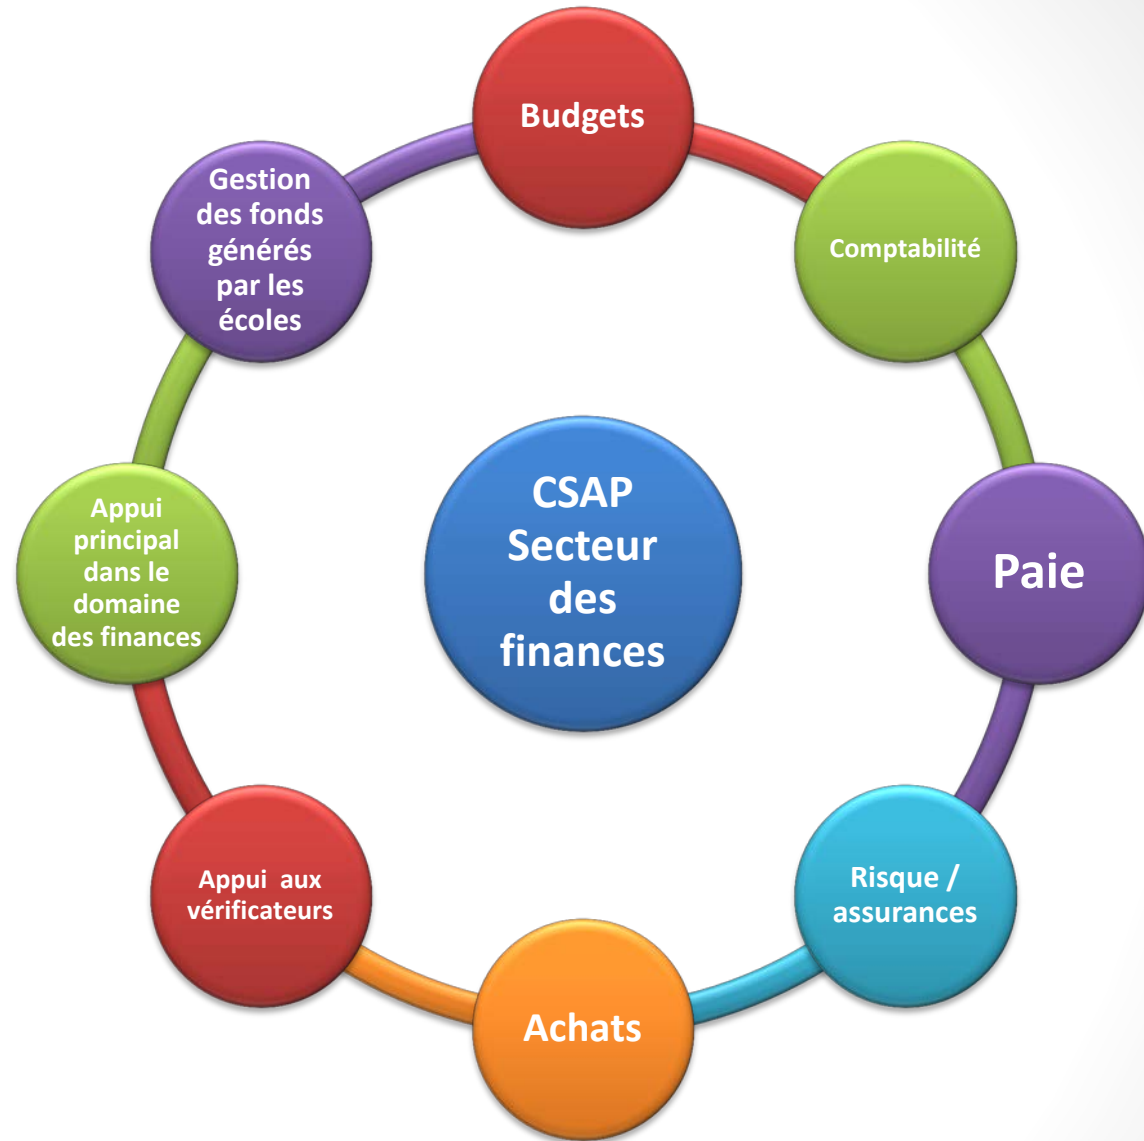 Budgets
Comptabilité
Paie
Risque /
assurances
Achats
Appui aux
vérificateurs
Appui
principal
dans le
domaine
des finances
Gestion
des fonds
générés
par les
écoles
CSAP
Secteur
des
finances